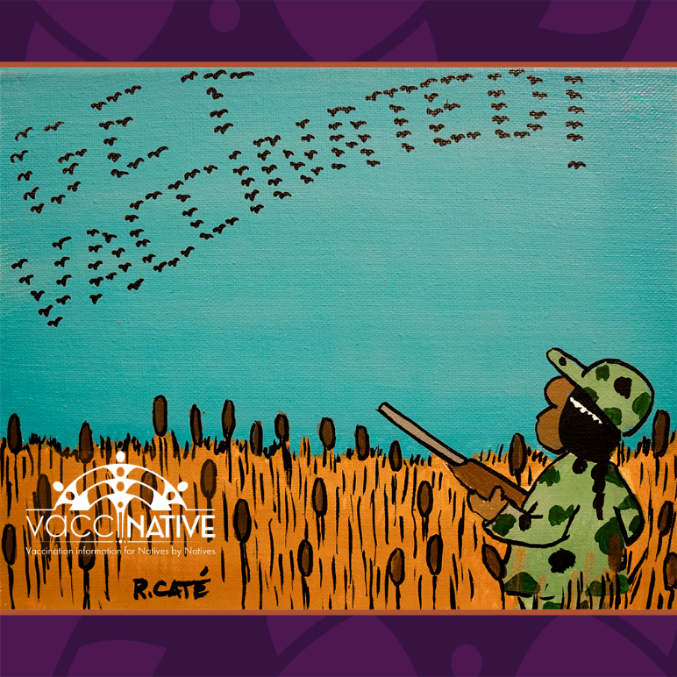 GET
VACCINATED!
VACCINATIVE
Vaccination information for Natives by Natives
R.CATÉ